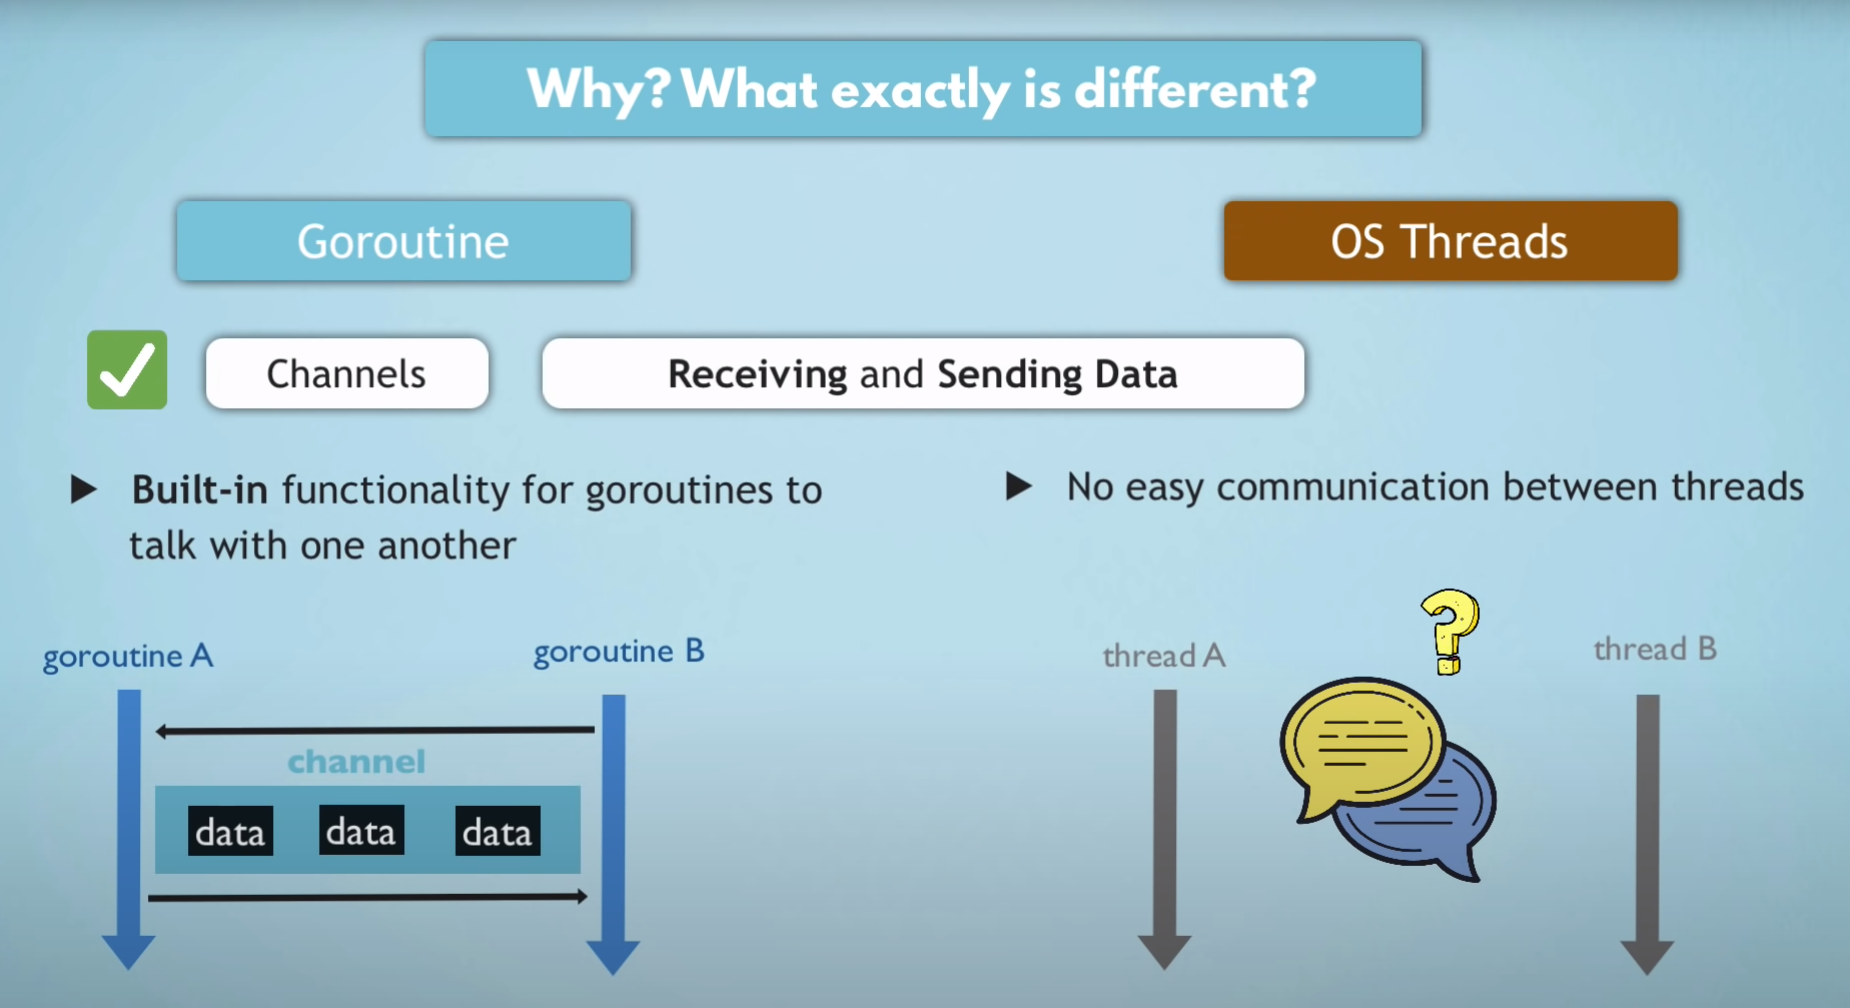 Why? What exactly is different?
Goroutine
OS Threads
Channels
Receiving and Sending Data
Built-in functionality for goroutines to
talk with one another
No easy communication between threads
goroutine A
goroutine B
channel
data data data
thread A
?
thread B